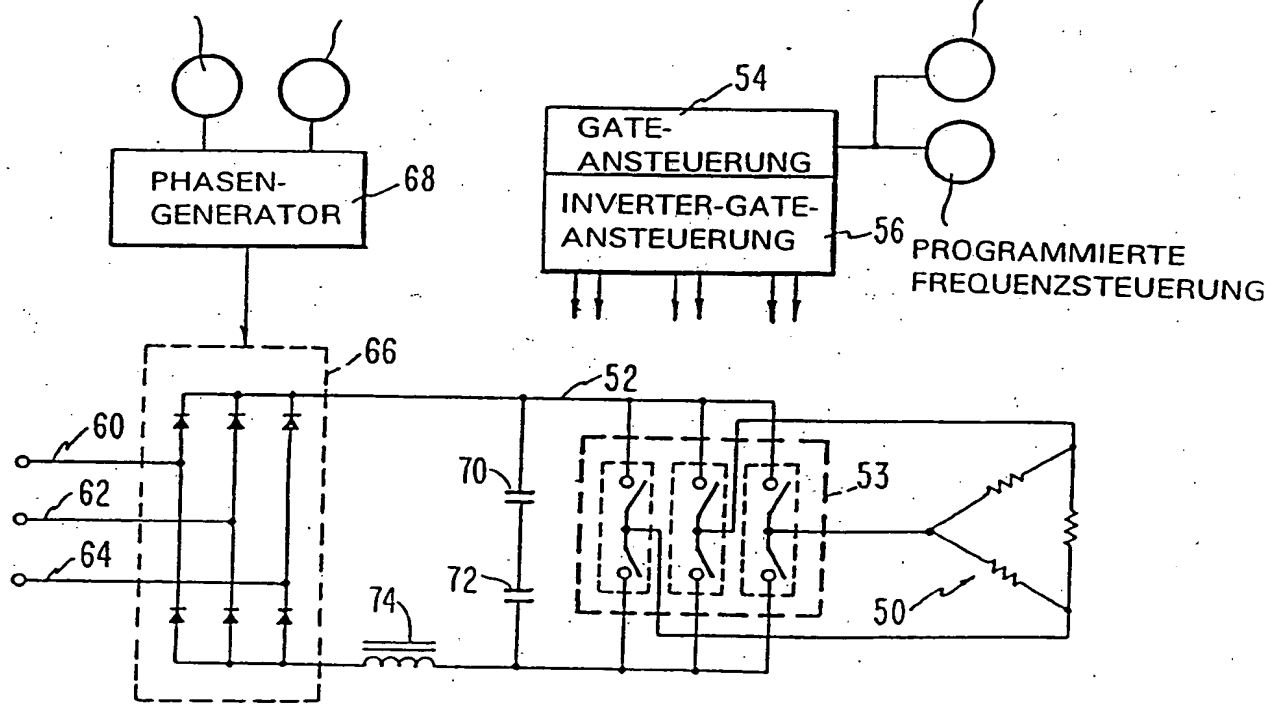 54
GATE-
ANSTEUERUNG
PHASEN-
GENERATOR
68
INVERTER-GATE-
ANSTEUERUNG
56
PROGRAMMIERTE
FREQUENZSTEUERUNG
66
52
60
70
53
62
64
72
74
50